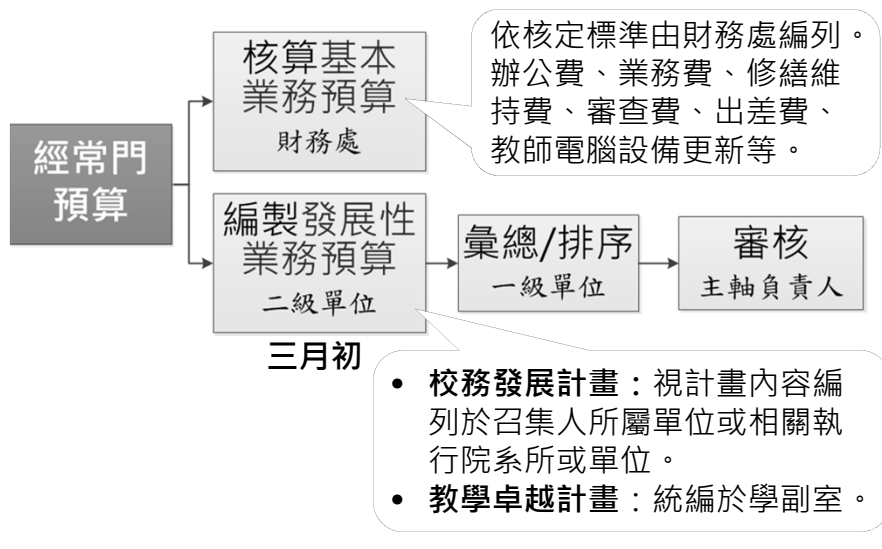 經常門
預算
核算基本
業務預算
財務處
依核定標準由財務處編列。
辦公費、業務費、修繕維
持費、審查費、出差費、
教師電腦設備更新等。
編製發展性
業務預算
二級單位
三月初
彙總/排序
一級單位
審核
主軸負責人
• 校務發展計畫：視計畫內容編
列於召集人所屬單位或相關執
行院系所或單位。
• 教學卓越計畫：統編於學副室。